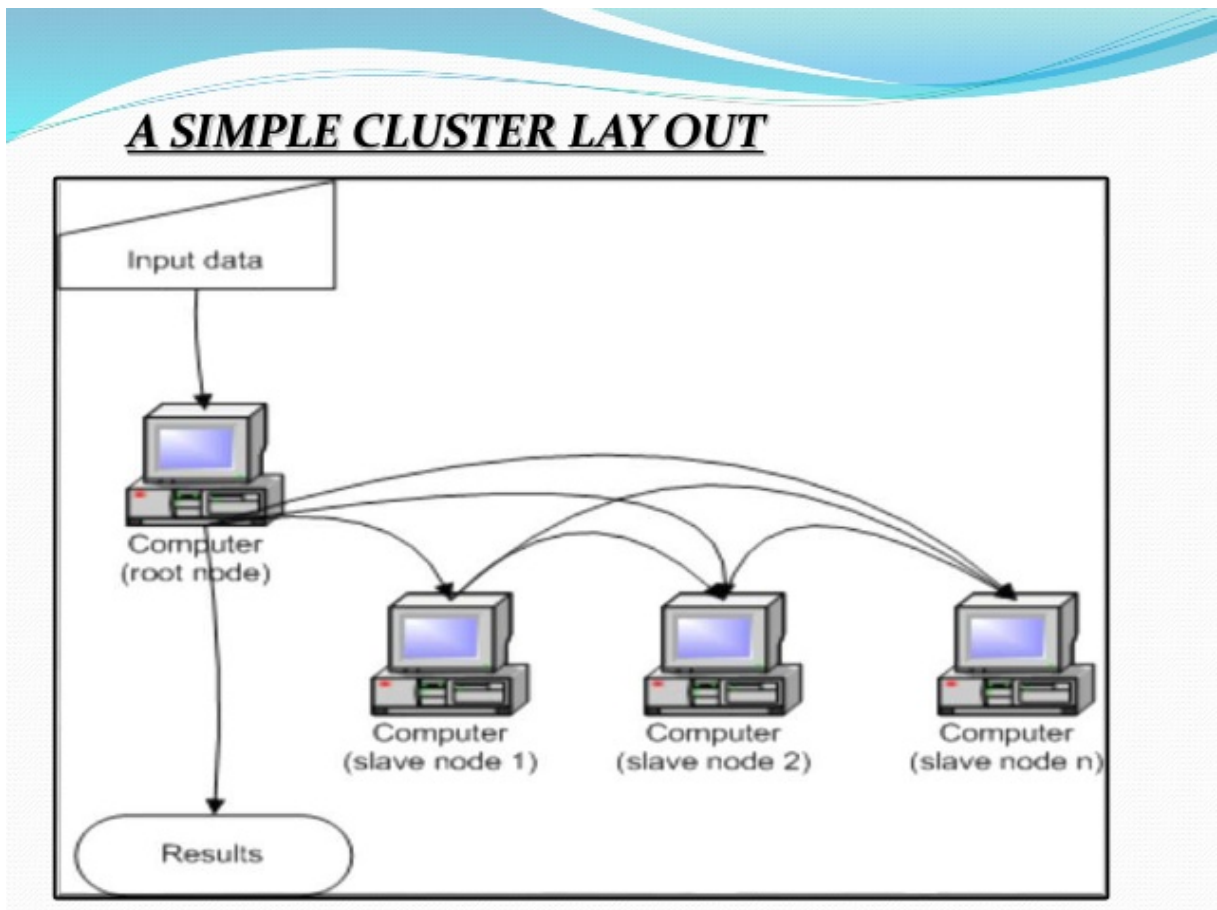 A SIMPLE CLUSTER LAY OUT
Input data
Computer
(root node)
Computer
(slave node 1)
Computer
(slave node 2)
Computer
(slave node n)
Results